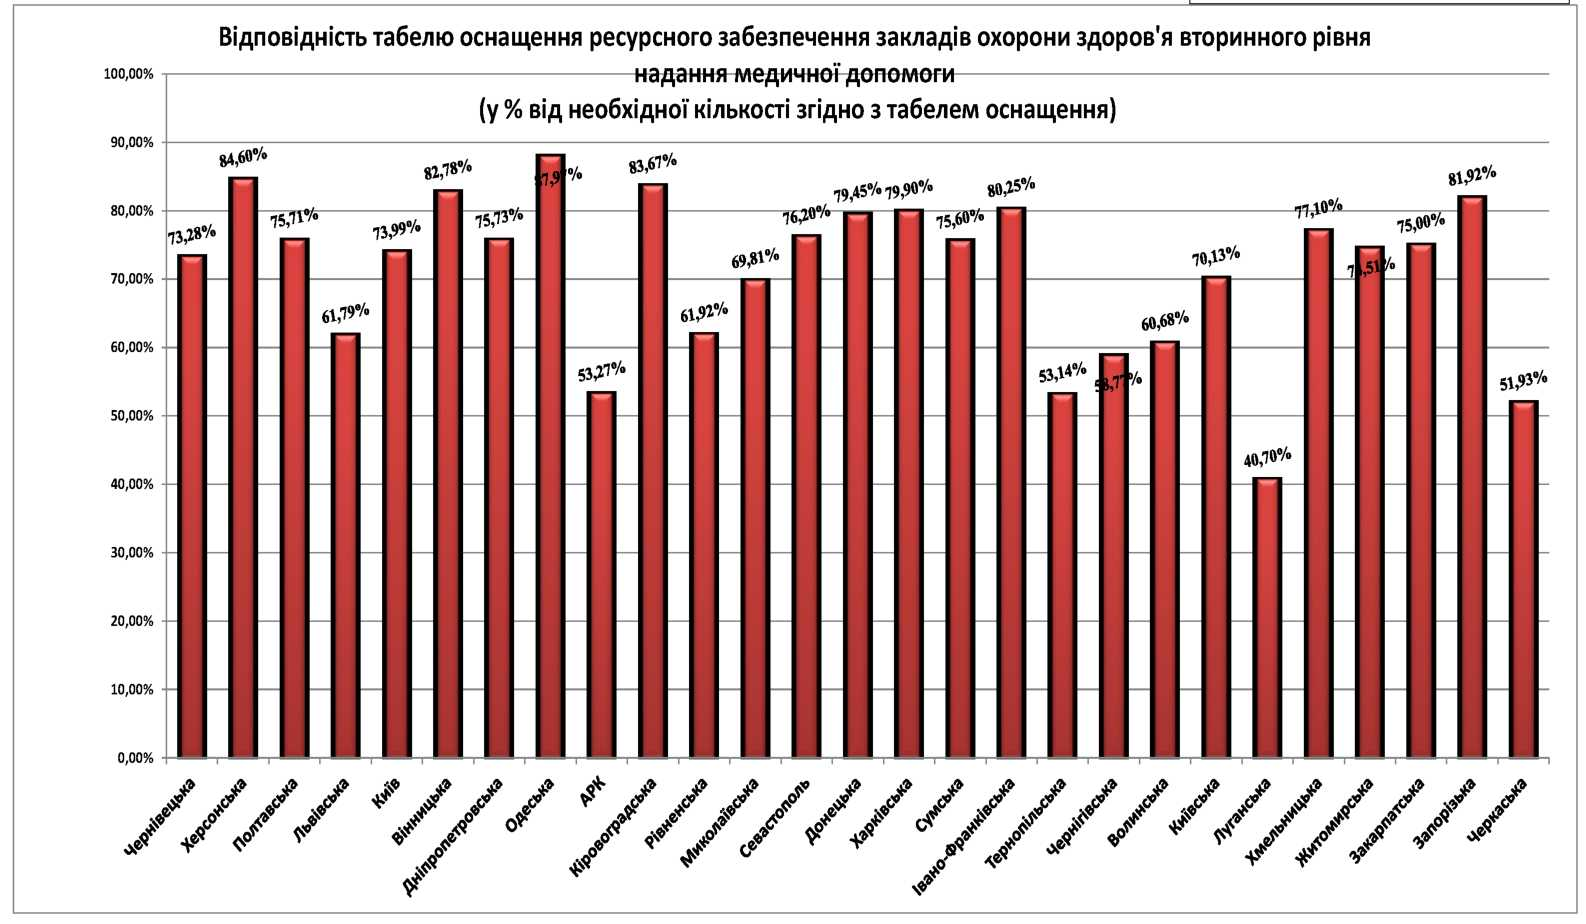 Відповідність табелю оснащення ресурсного забезпечення закладів охорони здоров'я вторинного рівня
надання медичної допомоги
(у % від необхідної кількості згідно з табелем оснащення)
100,00%
90,00%
80,00%
70,00%
60,00%
50,00%
40,00%
30,00%
20,00%
10,00%
0,00%
73,28%
84,60%
75,71%
61,79%
73,99%
82,78%
75,73%
87,97%
53,27%
83,67%
61,92%
69,81%
76,20%
79,45%
79,90%
75,60%
80,25%
53,14%
58,77%
60,68%
70,13%
40,70%
77,10%
74,51%
75,00%
81,92%
51,93%
Чернівецька
Херсонська
Полтавська
Львівська
Київ
Вінницька
Дніпропетровська
Одеська
АРК
Кіровоградська
Рівненська
Миколаївська
Севастополь
Донецька
Харківська
Сумська
Івано-Франківська
Тернопільська
Чернігівська
Волинська
Київська
Луганська
Хмельницька
Житомирська
Закарпатська
Запорізька
Черкаська